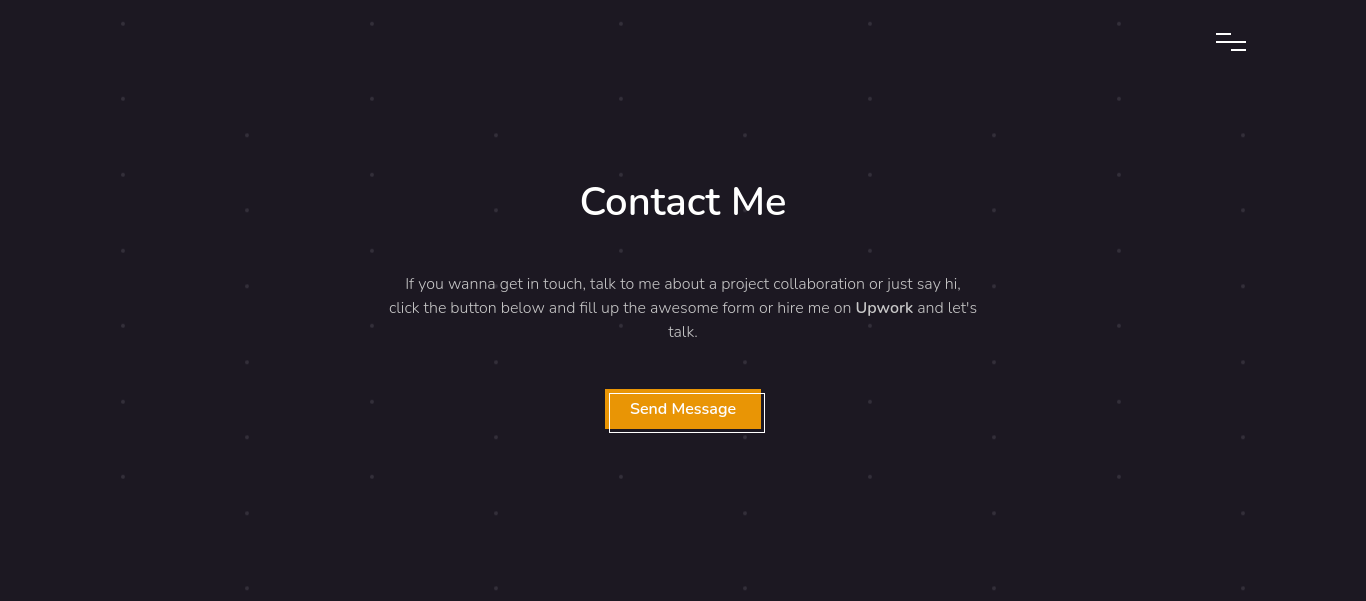 Contact Me
If you wanna get in touch, talk to me about a project collaboration or just say hi,
click the button below and fill up the awesome form or hire me on Upwork and let's
talk.
Send Message